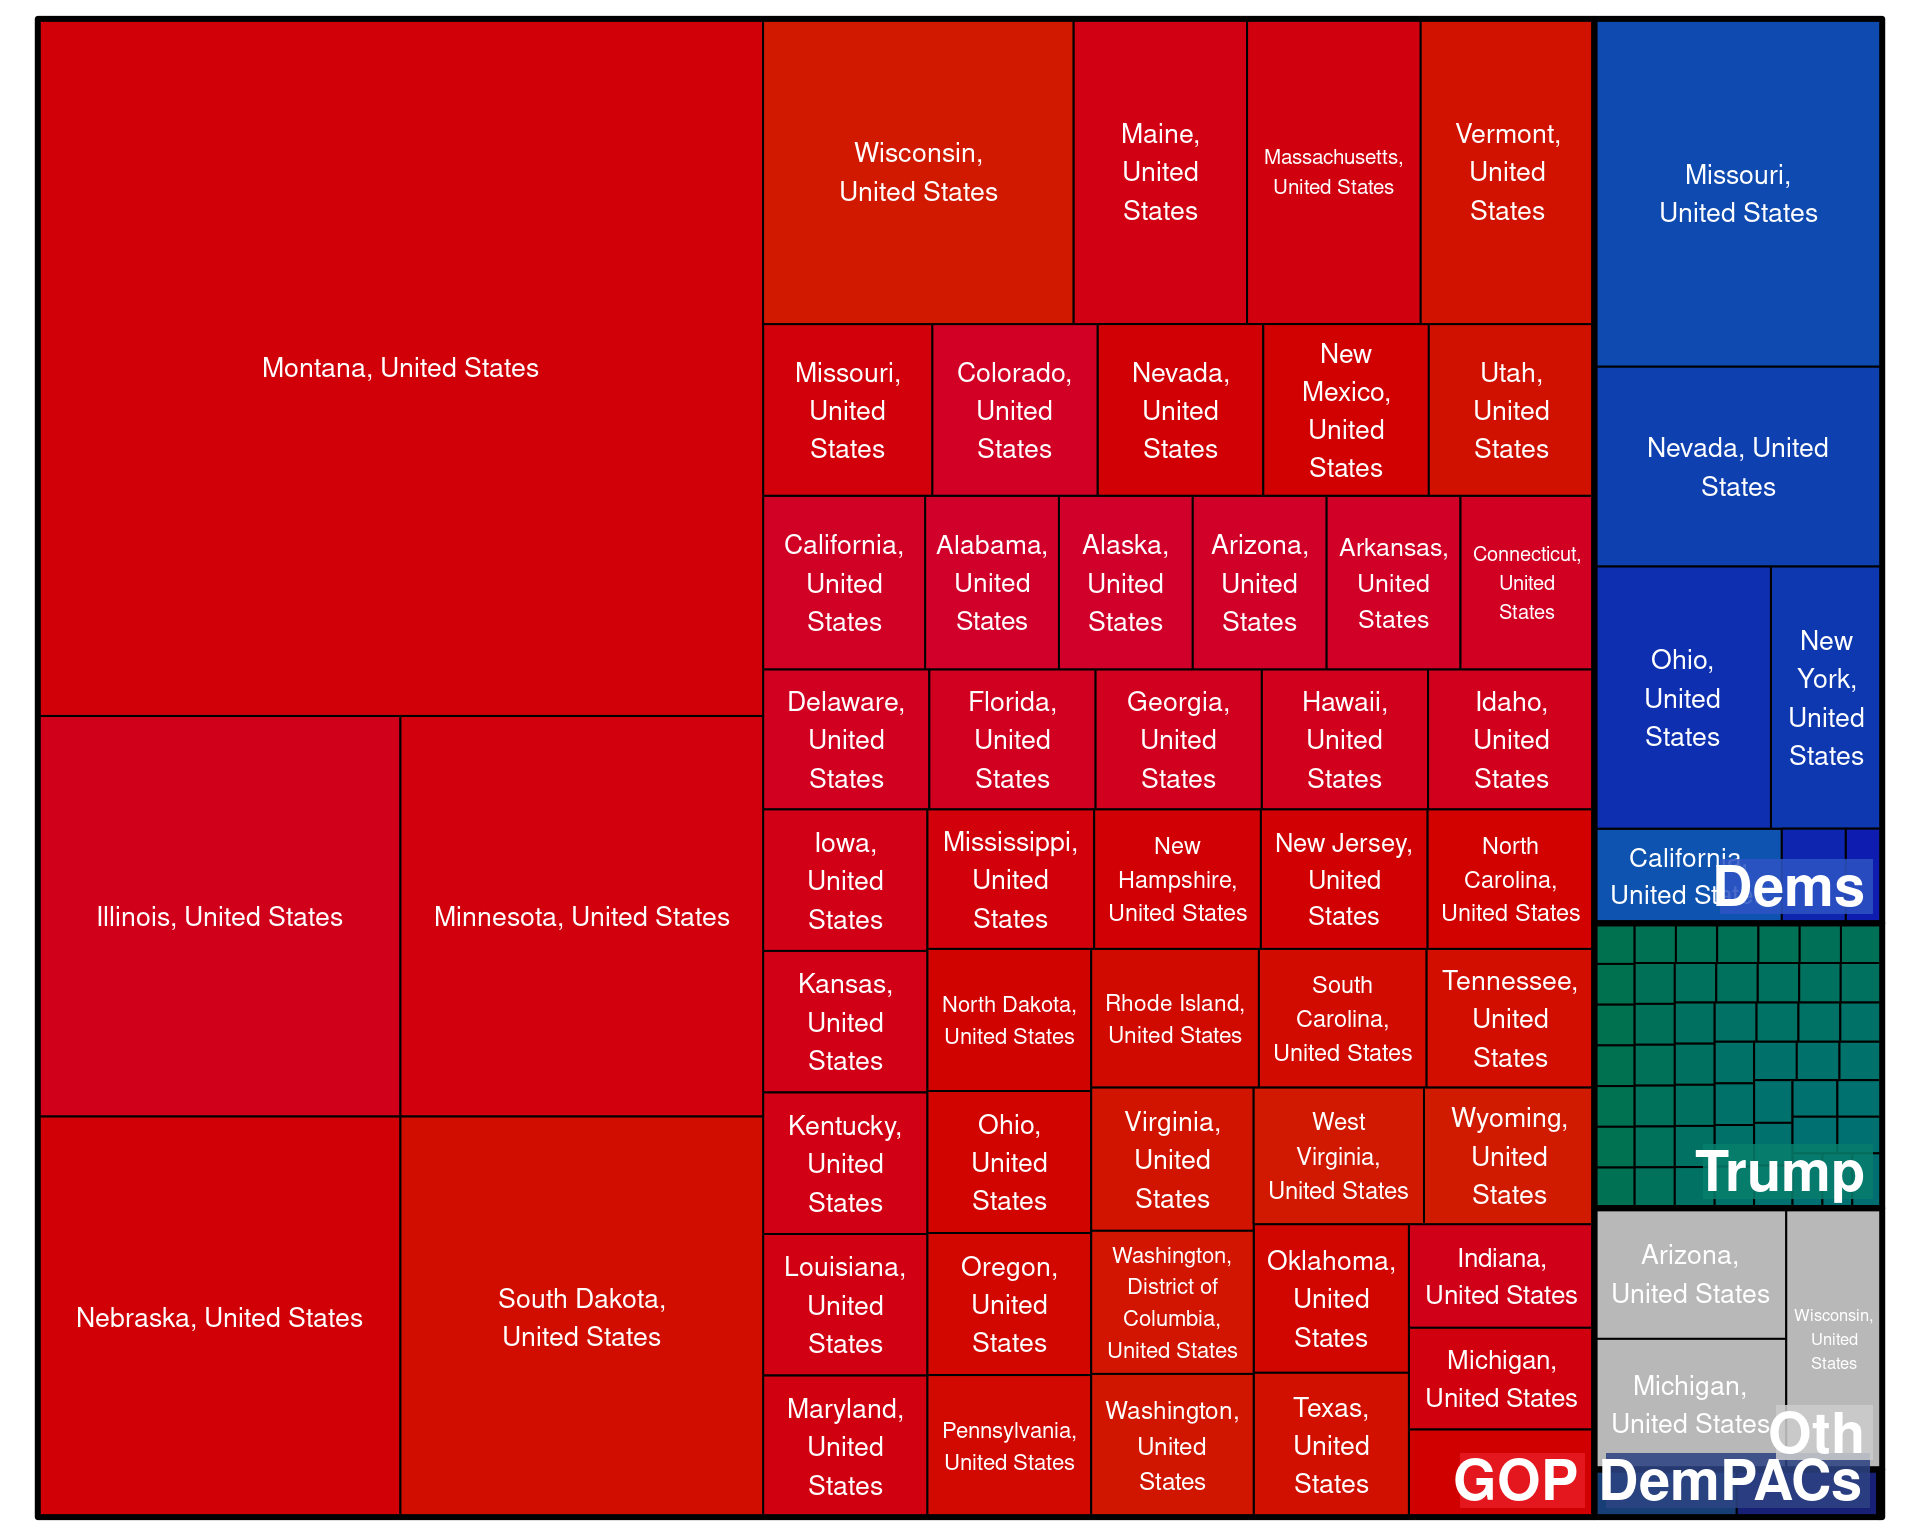 Montana, United States
Illinois, United States
Minnesota, United States
Nebraska, United States
South Dakota,
United States
Wisconsin,
United States
Maine,
United
States
Massachusetts,
United States
Vermont,
United
States
Missouri,
United
States
Colorado,
United
States
Nevada,
United
States
New
Mexico,
United
States
Utah,
United
States
California,
United
States
Alabama,
United
States
Alaska,
United
States
Arizona,
United
States
Arkansas,
United
States
Connecticut,
United
States
Delaware,
United
States
Florida,
United
States
Georgia,
United
States
Hawaii,
United
States
Idaho,
United
States
Iowa,
United
States
Mississippi,
United
States
New
Hampshire,
United States
New Jersey,
United
States
North
Carolina,
United States
Kansas,
United
States
North Dakota,
United States
Rhode Island,
United States
South
Carolina,
United States
Tennessee,
United
States
Kentucky,
United
States
Ohio,
United
States
Virginia,
United
States
West
Virginia,
United States
Wyoming,
United
States
Louisiana,
United
States
Oregon,
United
States
Washington,
District of
Columbia,
United States
Oklahoma,
United
States
Indiana,
United States
Michigan,
United States
Maryland,
United
States
Pennsylvania,
United States
Washington,
United
States
Texas,
United
States
GOP
Missouri,
United States
Nevada, United
States
Ohio,
United
States
New
York,
United
States
California,
United States
Dems
Trump
Arizona,
United States
Wisconsin,
United
States
Michigan,
United States
Oth
DemPACs